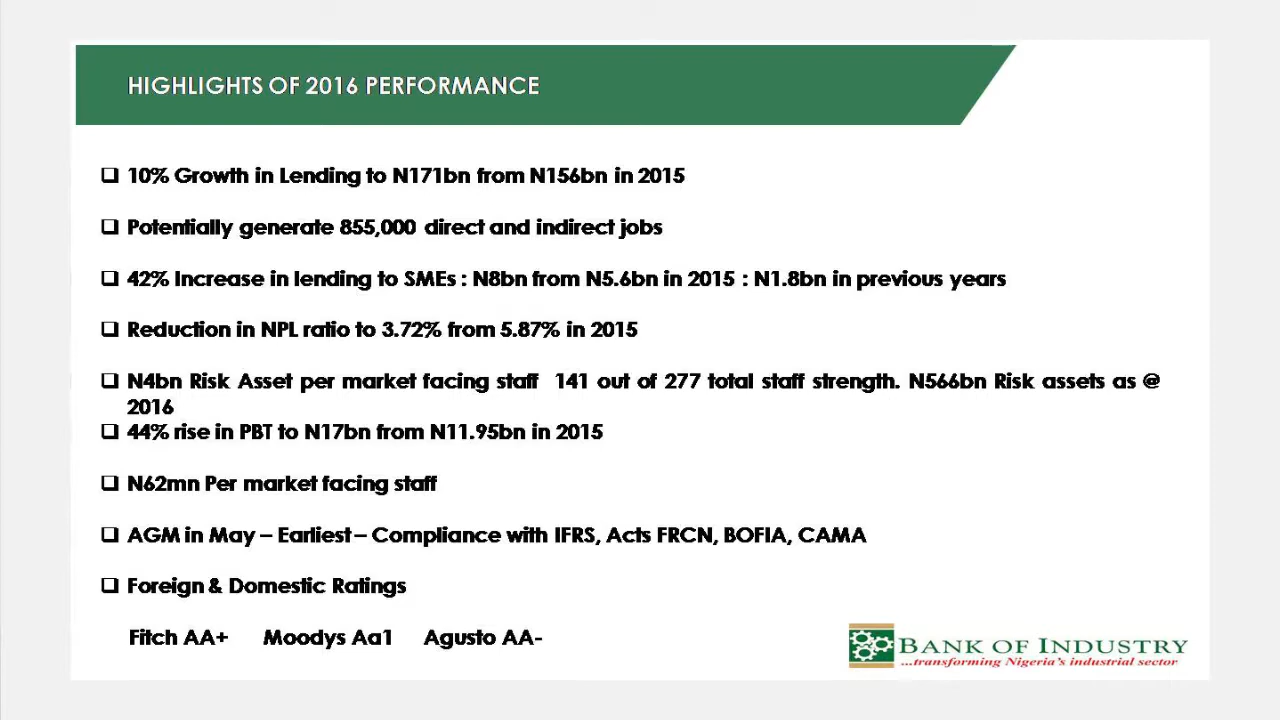 HIGHLIGHTS OF 2016 PERFORMANCE
❑ 10% Growth in Lending to N171bn from N156bn in 2015
❑ Potentially generate 855,000 direct and indirect jobs
❑ 42% Increase in lending to SMEs : N8bn from N5.6bn in 2015 : N1.8bn in previous years
❑ Reduction in NPL ratio to 3.72% from 5.87% in 2015
❑ N4bn Risk Asset per market facing staff 141 out of 277 total staff strength. N566bn Risk assets as @
2016
❑ 44% rise in PBT to N17bn from N11.95bn in 2015
❑ N62mn Per market facing staff
❑ AGM in May – Earliest – Compliance with IFRS, Acts FRCN, BOFIA, CAMA
❑ Foreign & Domestic Ratings
Fitch AA+ Moodys Aa1 Agusto AA-
BANK OF INDUSTRY
...transforming Nigeria's industrial sector